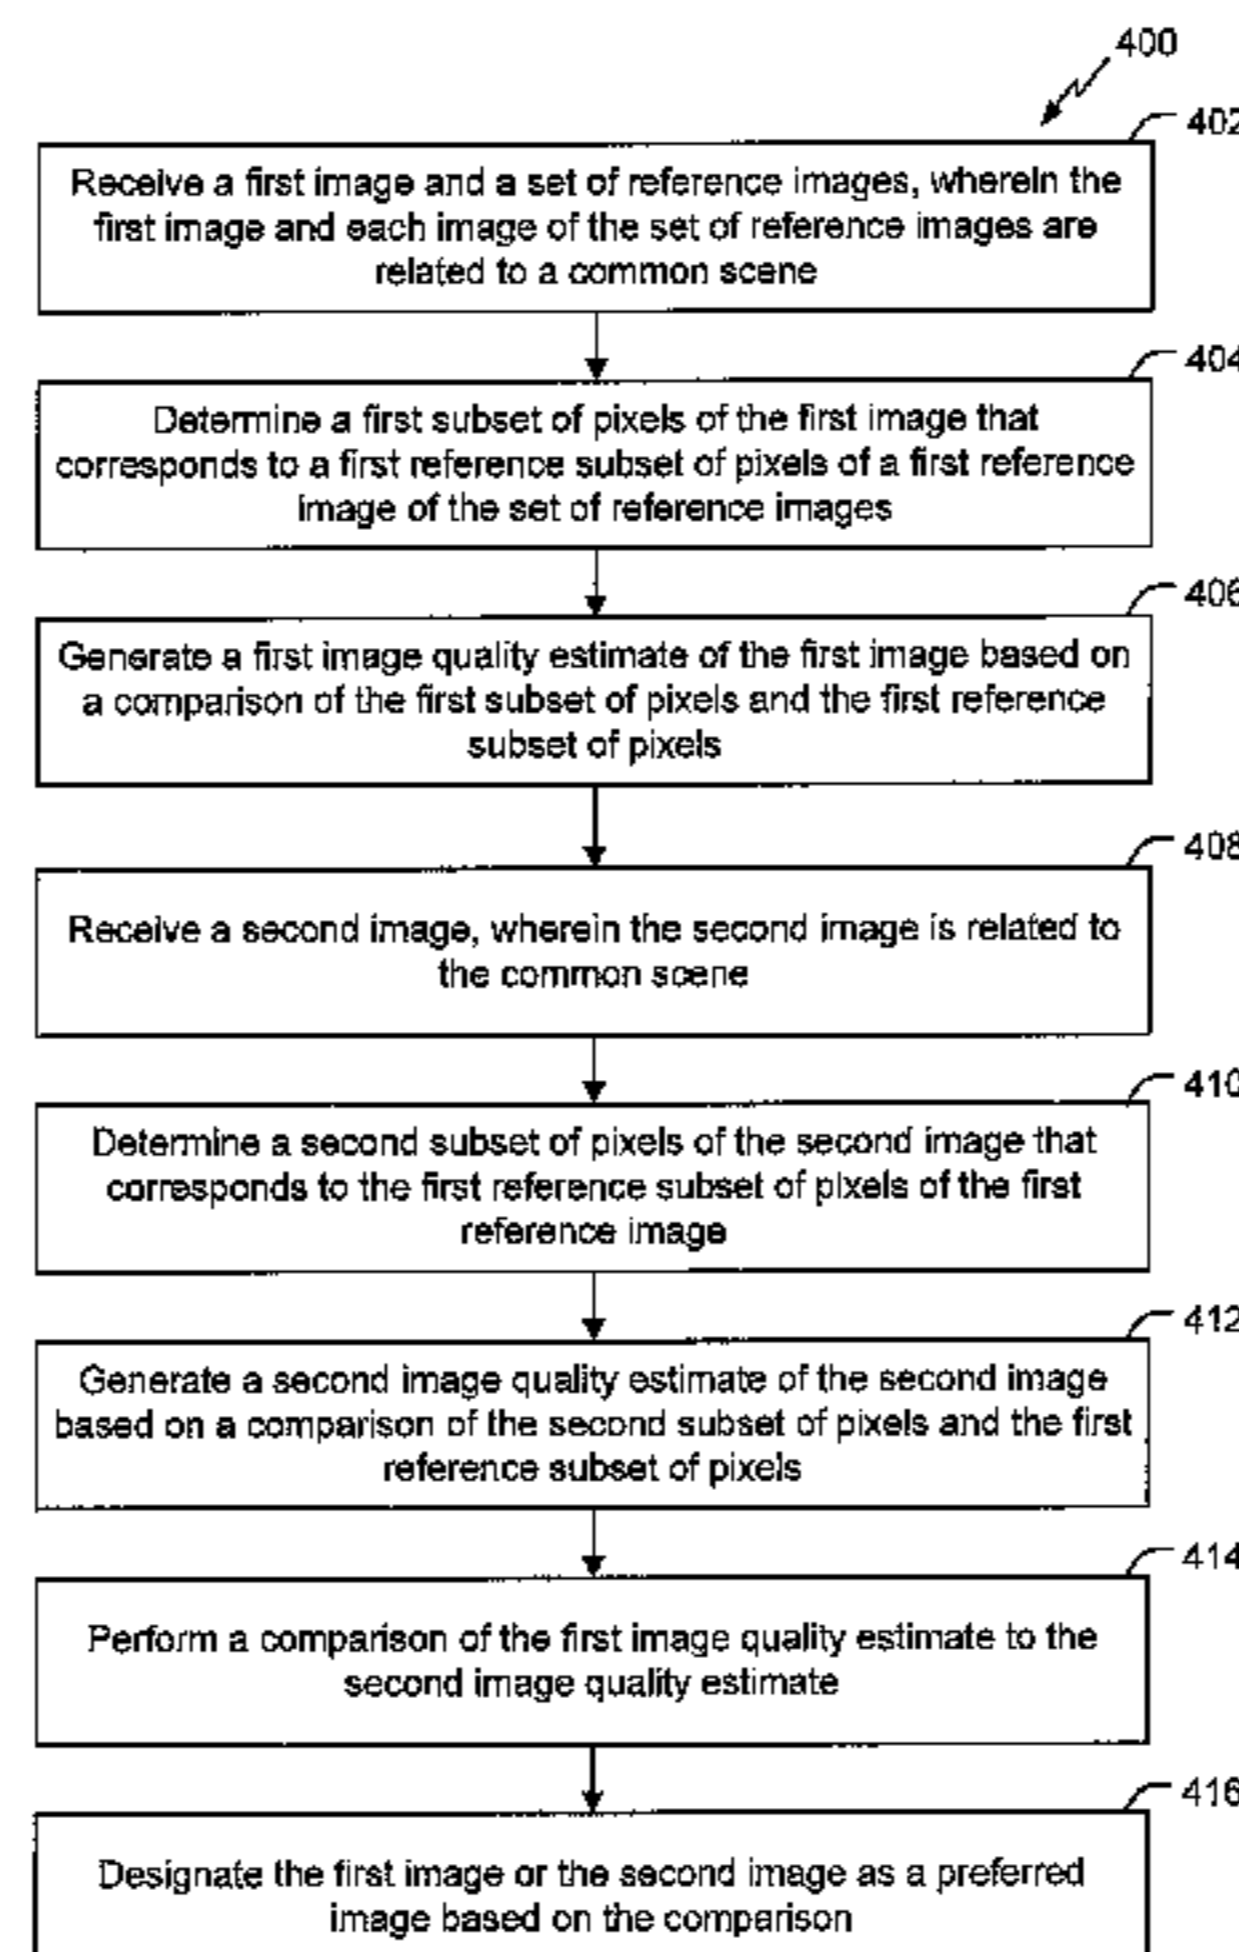 400
402
Receive a first image and a set of reference images, wherein the
first image and each image of the set of reference images are
related to a common scene
404
Determine a first subset of pixels of the first image that
corresponds to a first reference subset of pixels of a first reference
image of the set of reference images
406
Generate a first image quality estimate of the first image based on
a comparison of the first subset of pixels and the first reference
subset of pixels
408
Receive a second image, wherein the second image is related to
the common scene
410
Determine a second subset of pixels of the second image that
corresponds to the first reference subset of pixels of the first
reference image
412
Generate a second image quality estimate of the second image
based on a comparison of the second subset of pixels and the first
reference subset of pixels
414
Perform a comparison of the first image quality estimate to the
second image quality estimate
416
Designate the first image or the second image as a preferred
image based on the comparison